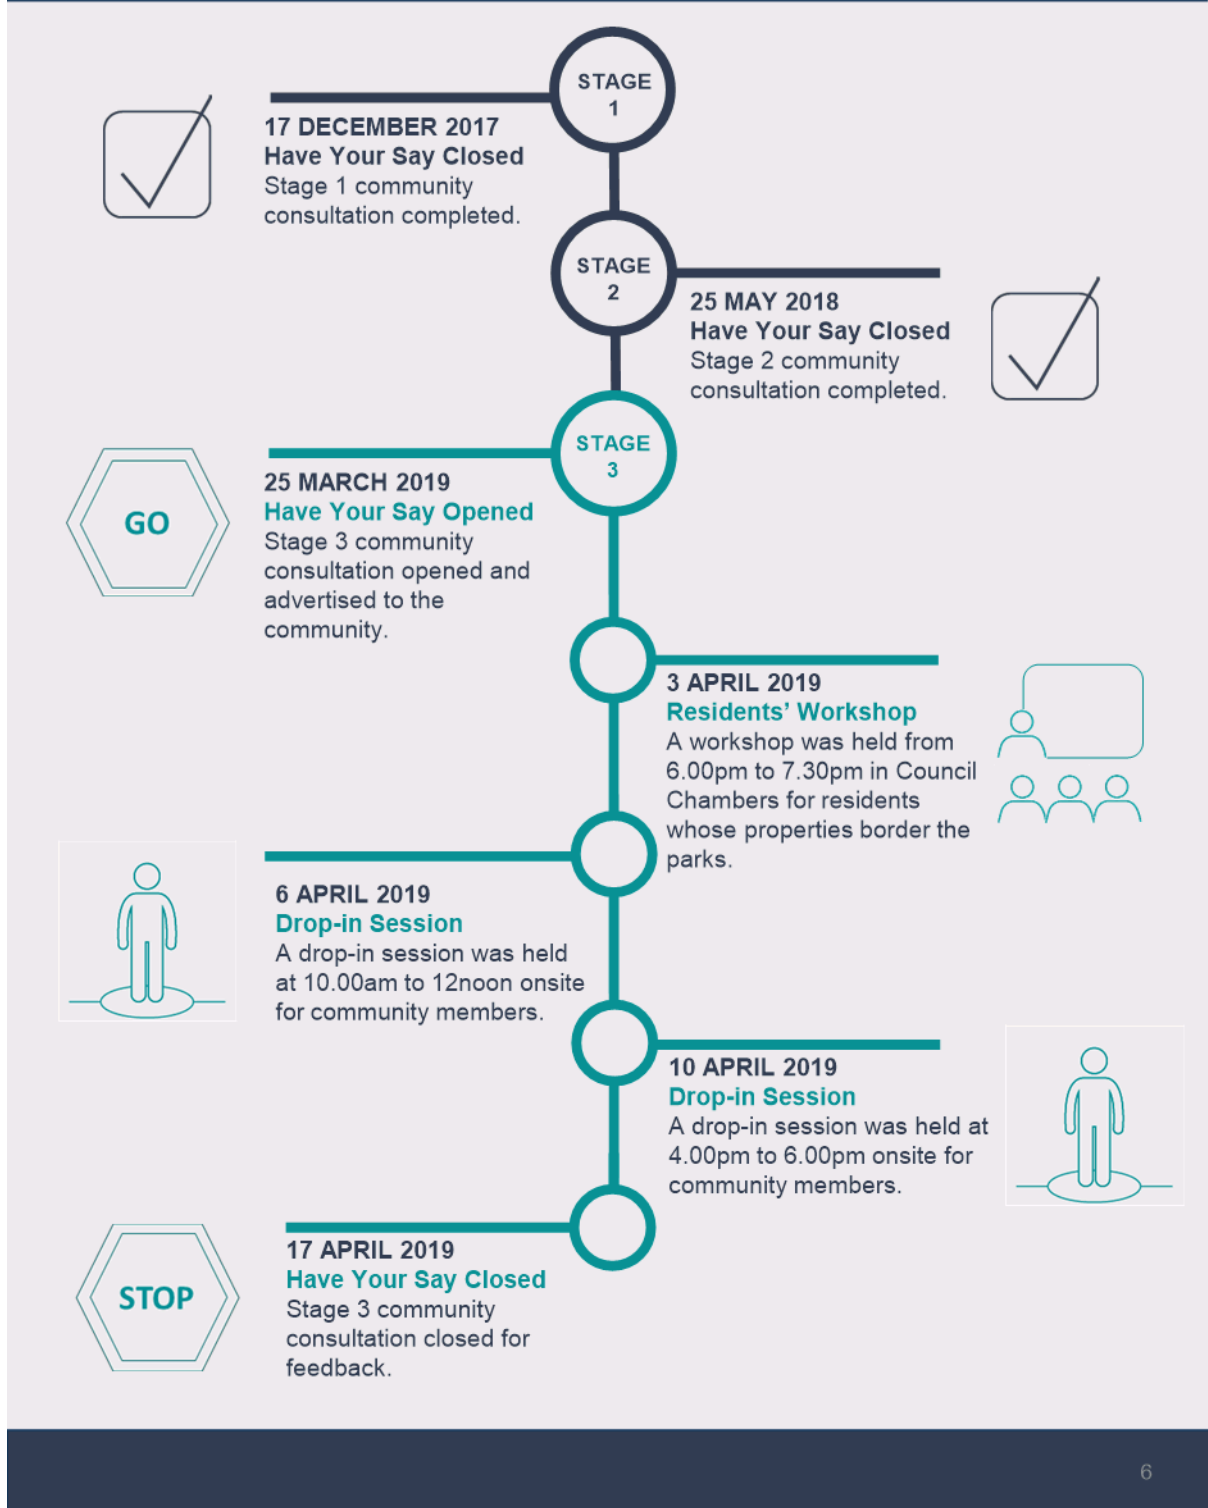 STAGE
1
17 DECEMBER 2017
Have Your Say Closed
Stage 1 community
consultation completed.
STAGE
2
25 MAY 2018
Have Your Say Closed
Stage 2 community
consultation completed.
STAGE
3
GO
25 MARCH 2019
Have Your Say Opened
Stage 3 community
consultation opened and
advertised to the
community.
3 APRIL 2019
Residents’ Workshop
A workshop was held from
6.00pm to 7.30pm in Council
Chambers for residents
whose properties border the
parks.
6 APRIL 2019
Drop-in Session
A drop-in session was held
at 10.00am to 12noon onsite
for community members.
10 APRIL 2019
Drop-in Session
A drop-in session was held at
4.00pm to 6.00pm onsite for
community members.
STOP
17 APRIL 2019
Have Your Say Closed
Stage 3 community
consultation closed for
feedback.
6